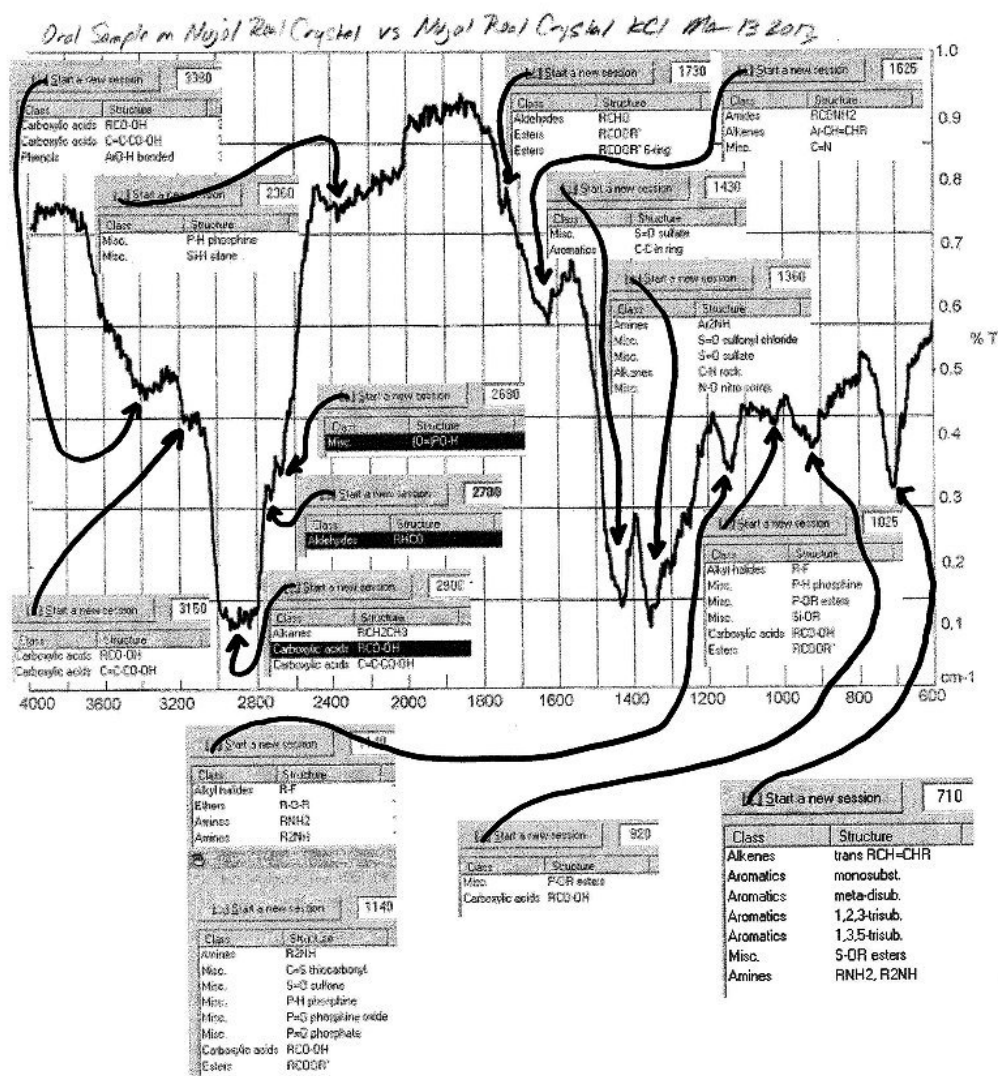 Oral Sample on Nujol Real Crystal vs Nujol Real Crystal KCl Mar 13 2013
Start a new session 3380
Class Structure
Carboxylic acids RCO-OH
Carboxylic acids C=C-CO-OH
Phenols ArO-H bonded
Start a new session 2360
Class Structure
Misc. P-H phosphine
Misc. Si-H silane
Start a new session 1730
Class Structure
Aldehydes RCHO
Esters RCOOR'
Esters RCOOR' 6-ring
Start a new session 1625
Class Structure
Amides RCONH2
Alkenes Ar-CH=CHR
Misc. C=N
Start a new session 1430
Class Structure
Misc. S=O sulfate
Aromatics C-C in ring
Start a new session 1360
Class Structure
Amines Ar2NH
Misc. S=O sulfonyl chloride
Misc. S=O sulfate
Alkanes C-H rock
Misc. N-O nitro
Start a new session 2680
Class Structure
Misc. (O=)PO-H
Start a new session 2700
Class Structure
Aldehydes RHCO
Start a new session 2900
Class Structure
Alkanes RCH2CH3
Carboxylic acids RCO-OH
Carboxylic acids C=C-CO-OH
Start a new session 3150
Class Structure
Carboxylic acids RCO-OH
Carboxylic acids C=C-CO-OH
Start a new session 1025
Class Structure
Alkyl halides R-F
Misc. P-H phosphine
Misc. P-OR esters
Misc. Si-OR
Carboxylic acids RCO-OH
Esters RCOOR'
1.0
0.9
0.8
0.7
0.6
% T
0.5
0.4
0.3
0.2
0.1
cm-1
4000 3600 3200 2800 2400 2000 1800 1600 1400 1200 1000 800 600
Start a new session 1140
Class Structure
Alkyl halides R-F
Ethers R-O-R
Amines RNH2
Amines R2NH
Start a new session 1140
Class Structure
Amines R2NH
Misc. C=S thiocarbonyl
Misc. S=O sulfone
Misc. P-H phosphine
Misc. P=O phosphine oxide
Misc. P=O phosphate
Carboxylic acids RCO-OH
Esters RCOOR'
Start a new session 920
Class Structure
Misc. P-OR esters
Carboxylic acids RCO-OH
Start a new session 710
Class Structure
Alkenes trans RCH=CHR
Aromatics monosubst.
Aromatics meta-disub.
Aromatics 1,2,3-trisub.
Aromatics 1,3,5-trisub.
Misc. S-OR esters
Amines RNH2, R2NH